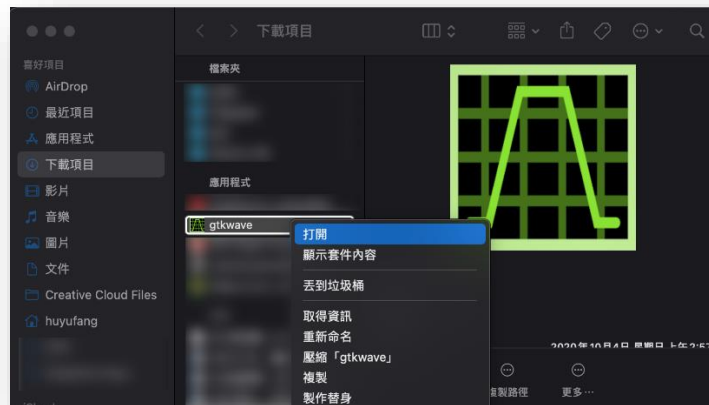 下載項目
喜好項目
AirDrop
最近項目
應用程式
下載項目
影片
音樂
圖片
文件
Creative Cloud Files
huyufang
檔案夾
應用程式
gtkwave
打開
顯示套件內容
丟到垃圾桶
取得資訊
重新命名
壓縮「gtkwave」
複製
製作替身
2020年10月4日 星期日 上午2:57
複製路徑
更多…